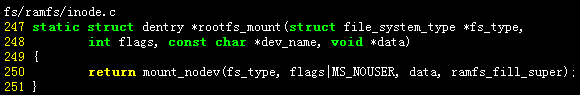 fs/ramfs/inode.c
247 static struct dentry *rootfs_mount(struct file_system_type *fs_type,
248         int flags, const char *dev_name, void *data)
249 {
250         return mount_nodev(fs_type, flags|MS_NOUSER, data, ramfs_fill_super);
251 }